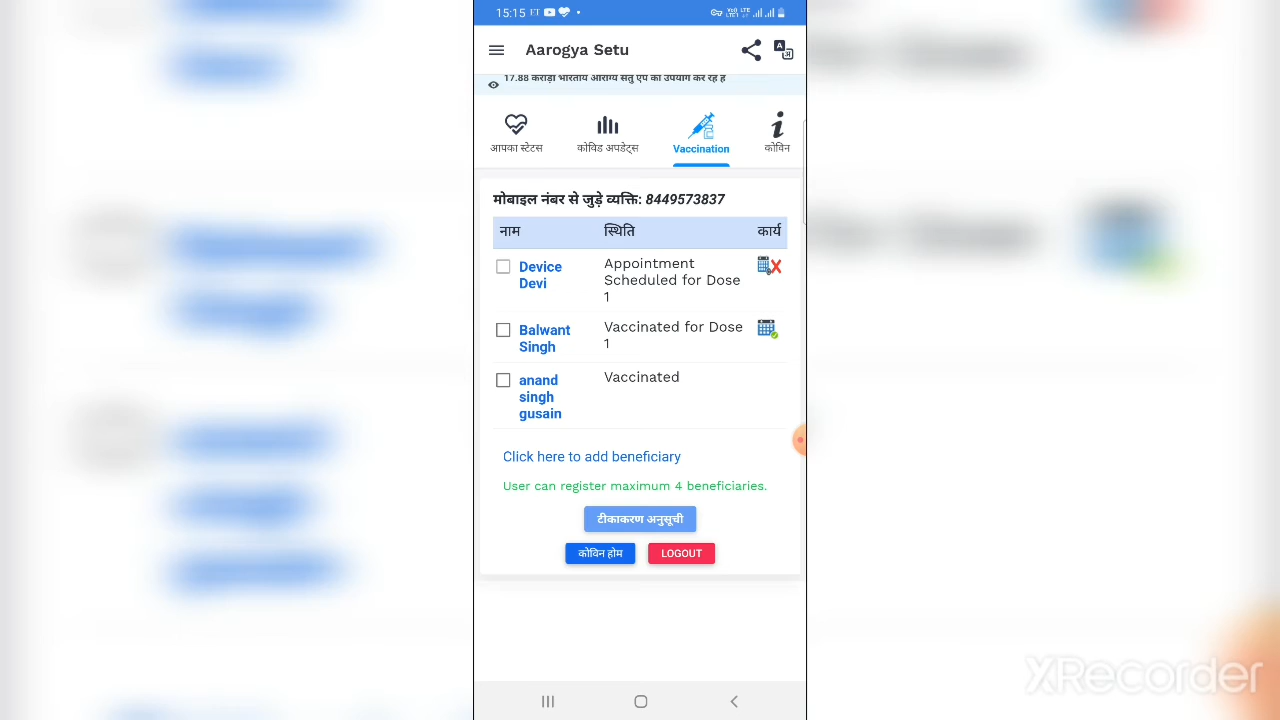 15:15
Aarogya Setu
17.88 करोड़ भारतीय आरोग्य सेतु ऐप का उपयोग कर रहे हैं
आपका स्टेटस कोविड अपडेट्स Vaccination कोविन
मोबाइल नंबर से जुड़े व्यक्ति: 8449573837
नाम स्थिति कार्य
Device Appointment
Devi Scheduled for Dose
1
Balwant Vaccinated for Dose
Singh 1
anand Vaccinated
singh
gusain
Click here to add beneficiary
User can register maximum 4 beneficiaries.
टीकाकरण अनुसूची
कोविन होम LOGOUT
XRecorder